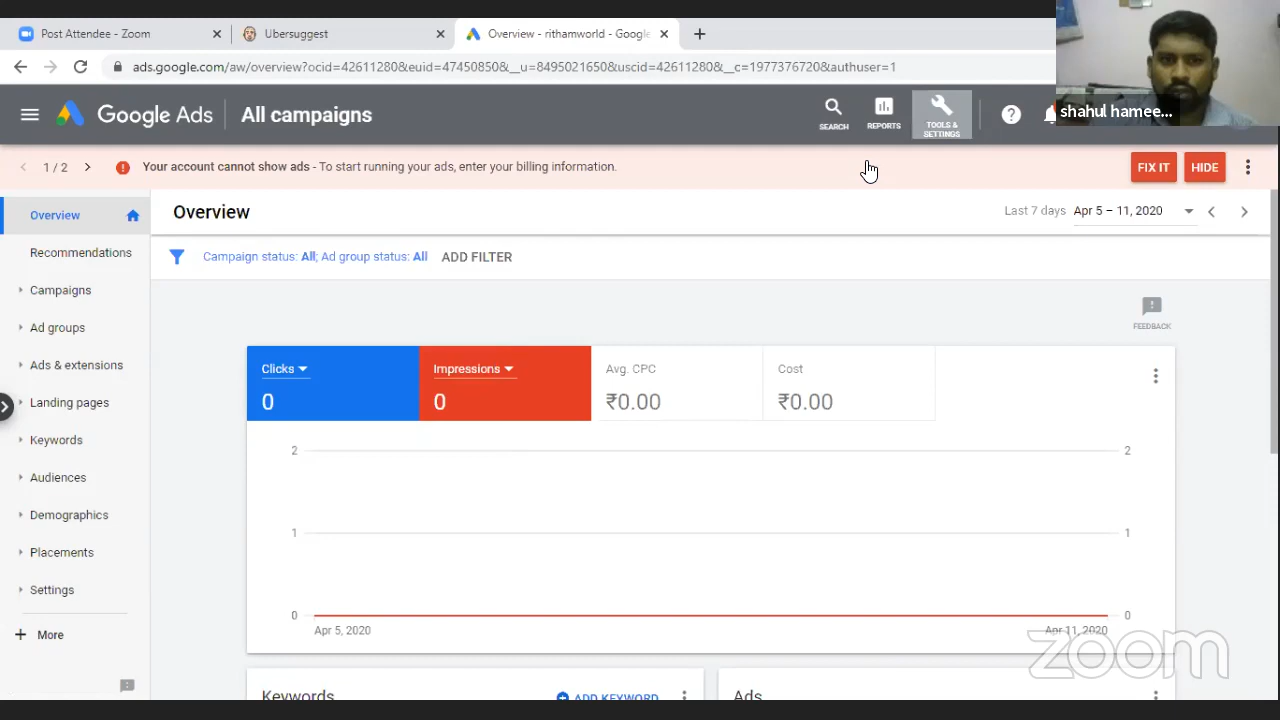 Post Attendee - Zoom
Ubersuggest
Overview - rithamworld - Google
ads.google.com/aw/overview?ocid=42611280&euid=47450850&__u=8495021650&uscid=42611280&__c=1977376720&authuser=1
Google Ads
All campaigns
SEARCH
REPORTS
TOOLS &
SETTINGS
shahul hamee...
1 / 2
Your account cannot show ads - To start running your ads, enter your billing information.
FIX IT
HIDE
Overview
Recommendations
Campaigns
Ad groups
Ads & extensions
Landing pages
Keywords
Audiences
Demographics
Placements
Settings
More
Overview
Last 7 days
Apr 5 – 11, 2020
Campaign status: All; Ad group status: All
ADD FILTER
FEEDBACK
Clicks
0
Impressions
0
Avg. CPC
₹0.00
Cost
₹0.00
2
2
1
1
0
0
Apr 5, 2020
Apr 11, 2020
zoom
Keywords
ADD KEYWORD
Ads